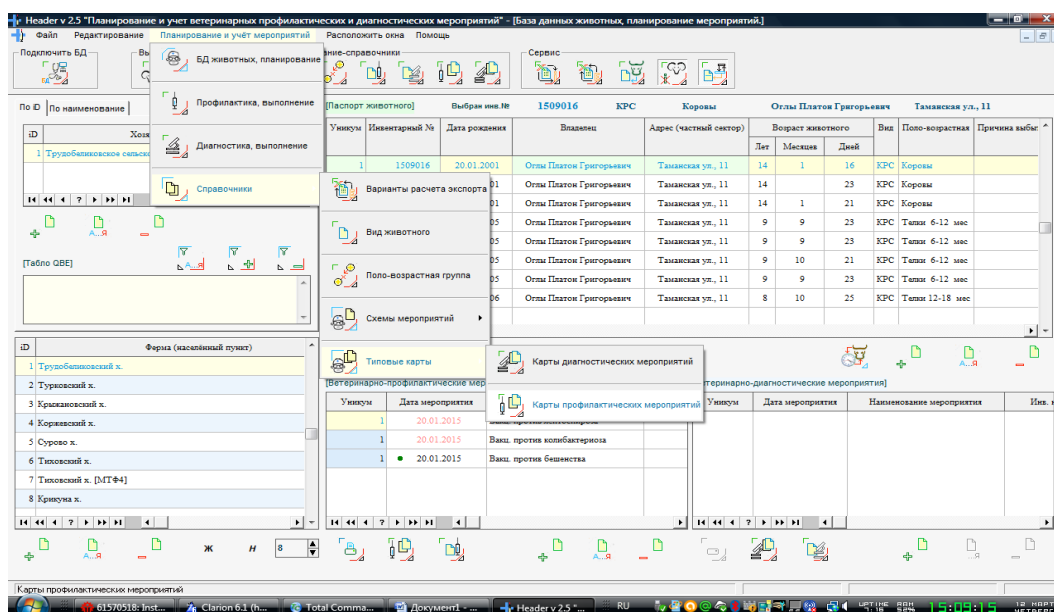 Header v 2.5 "Планирование и учет ветеринарных профилактических и диагностических мероприятий" - [База данных животных, планирование мероприятий.]
Файл Редактирование Планирование и учёт мероприятий Расположить окна Помощь
Подключить БД
Сервис
БД животных, планирование
Профилактика, выполнение
Диагностика, выполнение
Справочники
Варианты расчета экспорта
Вид животного
Поло-возрастная группа
Схемы мероприятий
Типовые карты
Карты диагностических мероприятий
Карты профилактических мероприятий
По iD По наименование
iD
1 Трудобеликовское
А...Я
[Табло QBE]
А...Я
[Паспорт животного] Выбран инв.№ 1509016 КРС Коровы Оглы Платон Григорьевич Таманская ул., 11
Уникум Инвентарный № Дата рождения Владелец Адрес (частный сектор) Возраст животного Вид Поло-возрастная
Лет Месяцев Дней
1 1509016 20.01.2001 Оглы Платон Григорьевич Таманская ул., 11 14 1 16 КРС Коровы
Оглы Платон Григорьевич Таманская ул., 11 14 23 КРС Коровы
Оглы Платон Григорьевич Таманская ул., 11 14 1 21 КРС Коровы
Оглы Платон Григорьевич Таманская ул., 11 9 9 23 КРС Телки 6-12 мес
Оглы Платон Григорьевич Таманская ул., 11 9 9 23 КРС Телки 6-12 мес
Оглы Платон Григорьевич Таманская ул., 11 9 10 21 КРС Телки 6-12 мес
Оглы Платон Григорьевич Таманская ул., 11 9 9 23 КРС Телки 6-12 мес
Оглы Платон Григорьевич Таманская ул., 11 8 10 25 КРС Телки 12-18 мес
iD Ферма (населённый пункт)
1 Трудобеликовский х.
2 Турковский х.
3 Крыжановский х.
4 Коржевский х.
5 Сурово х.
6 Тиховский х.
7 Тиховский х. [МТФ4]
8 Крикуна х.
А...Я
Ж Н 8
Уникум Дата мероприятия
1 20.01.2015
1 20.01.2015 Вакц. против колибактериоза
1 20.01.2015 Вакц. против бешенства
А...Я
Уникум Дата мероприятия Наименование мероприятия
А...Я
Карты профилактических мероприятий
61570518: Inst... Clarion 6.1 (h... Total Comma... Документ1 - ... Header v 2.5 "... RU 15:09:15